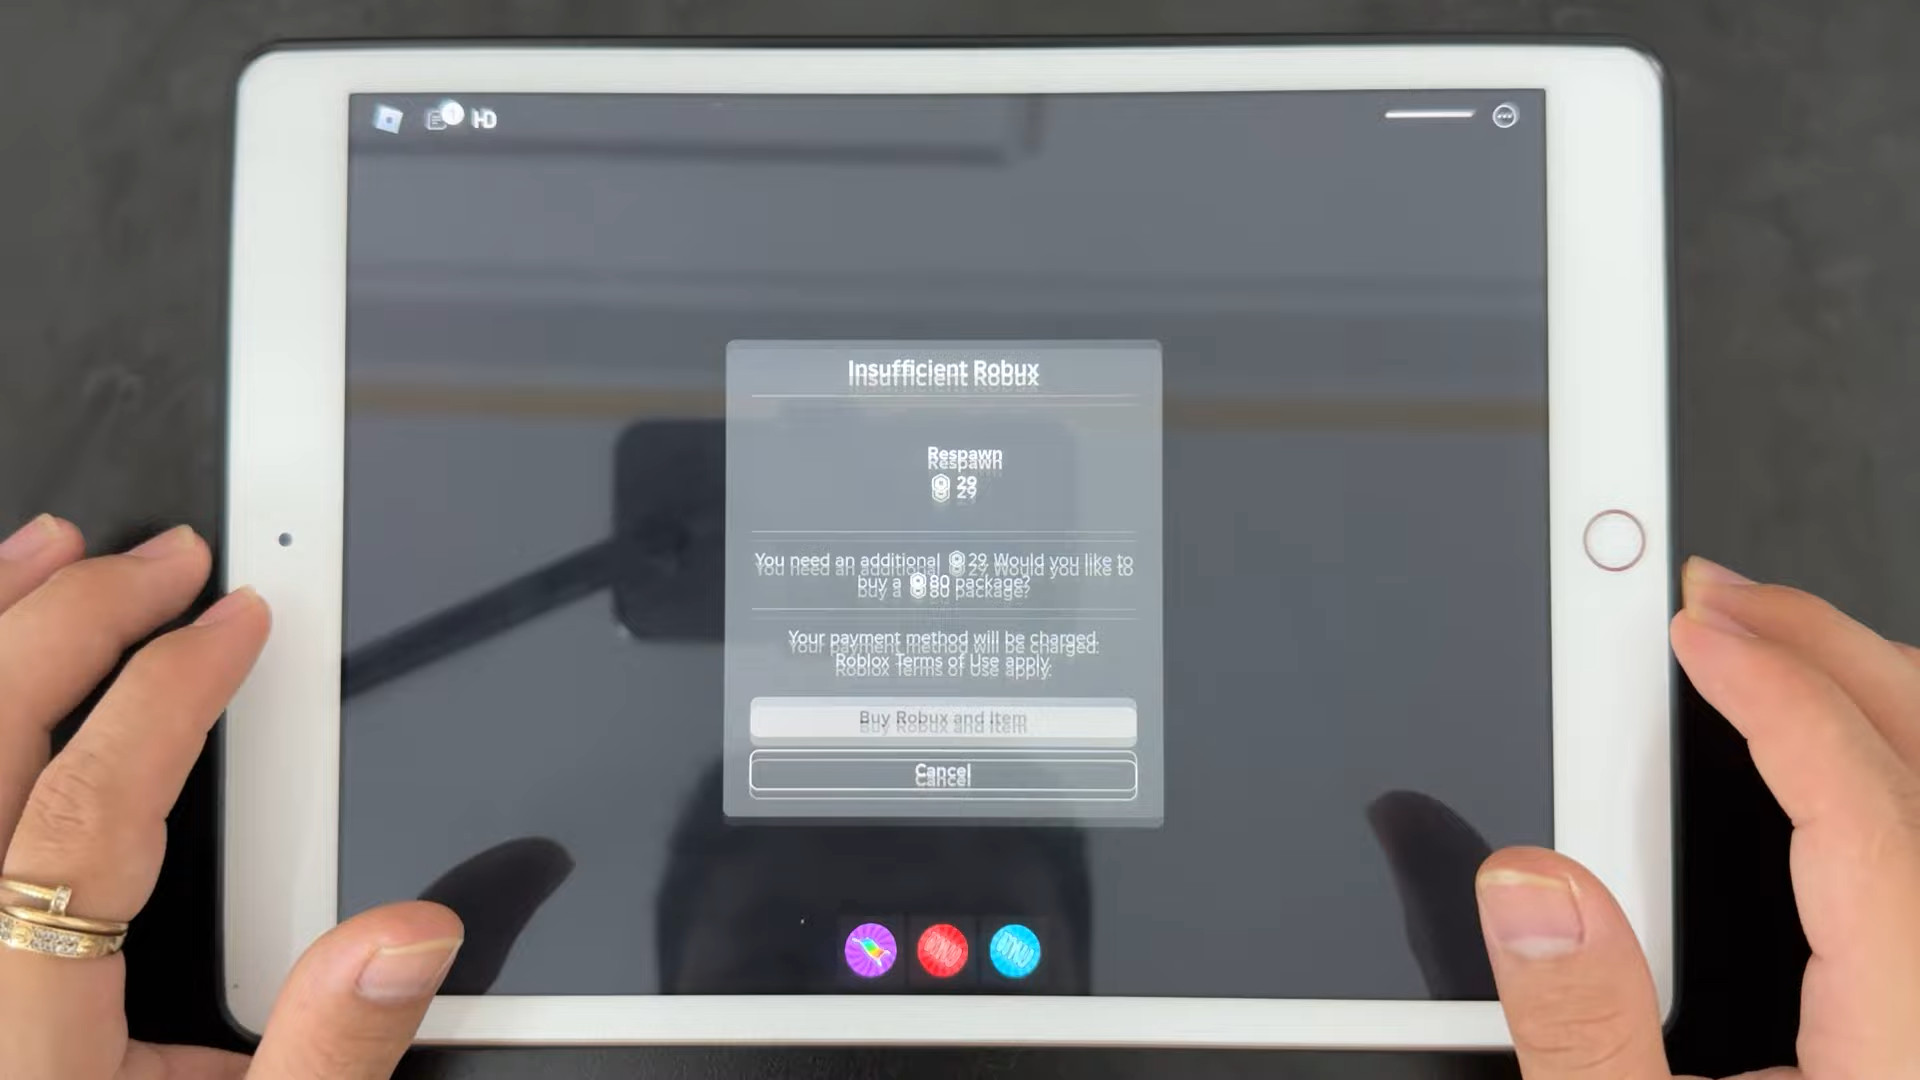 HD
Insufficient Robux
Respawn
29
You need an additional 29. Would you like to
buy a 80 package?
Your payment method will be charged.
Roblox Terms of Use apply.
Buy Robux and Item
Cancel